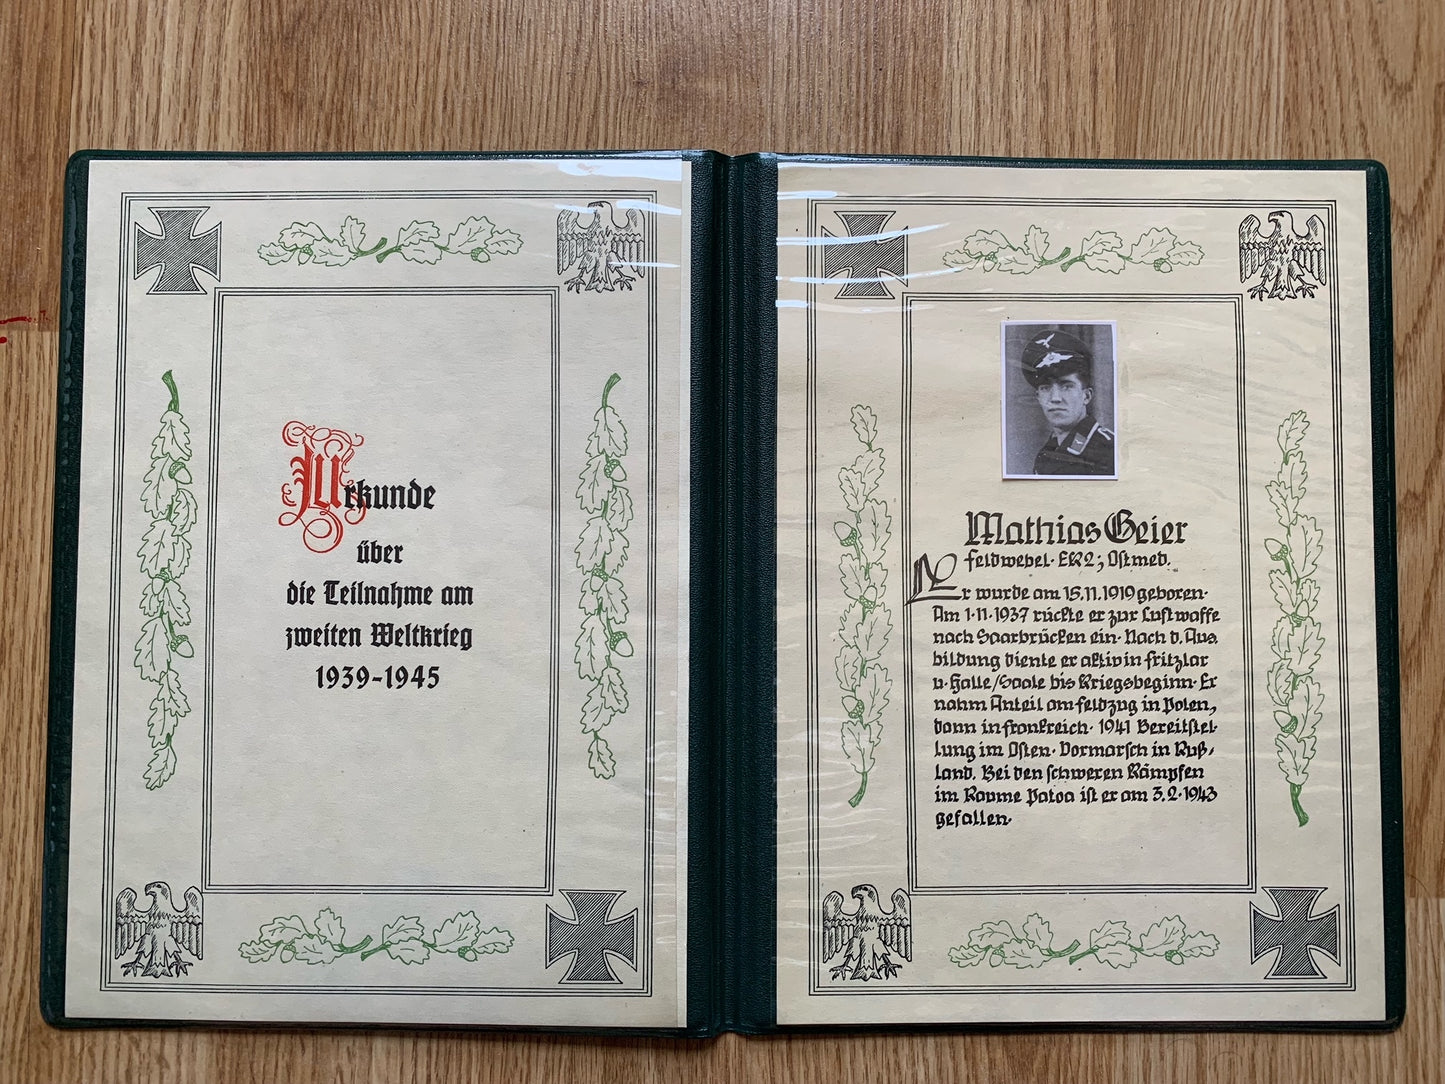 Urkunde
über
die Teilnahme am
zweiten Weltkrieg
1939-1945
Mathias Geier
Feldwebel· EK2; Ostmed.
Er wurde am 15.11.1919 geboren·
Am 1·11·1937 rückte er zur Luftwaffe
nach Saarbrücken ein· Nach d. Aus
bildung diente er aktiv in Fritzlar
u· Halle/Saale bis Kriegsbeginn· Er
nahm Anteil am Feldzug in Polen,
dann in Frankreich· 1941 Bereitstel-
lung im Osten· Vormarsch in Ruß-
land. Bei den schweren Kämpfen
im Raume Patoa ist er am 3.2·1943
gefallen·